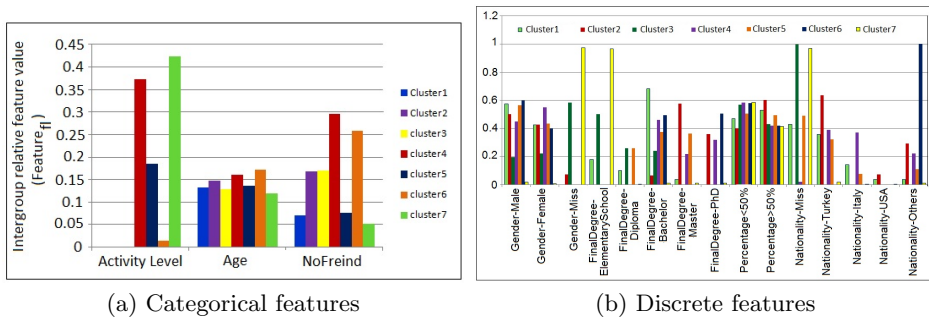 Intergroup relative feature value
(Feature_fl)
0.45
0.4
0.35
0.3
0.25
0.2
0.15
0.1
0.05
0
Activity Level
Age
NoFreind
Cluster1
Cluster2
cluster3
cluster4
cluster5
cluster6
cluster7
(a) Categorical features
1.2
1
0.8
0.6
0.4
0.2
0
Cluster1
Cluster2
Cluster3
Cluster4
Cluster5
Cluster6
Cluster7
Gender-Male
Gender-Female
Gender-Miss
FinalDegree-
ElementarySchool
FinalDegree-
Diploma
FinalDegree-
Bachelor
FinalDegree-
Master
FinalDegree-PhD
Percentage<50%
Percentage>50%
Nationality-Miss
Nationality-Turkey
Nationality-Italy
Nationality-USA
Nationality-Others
(b) Discrete features